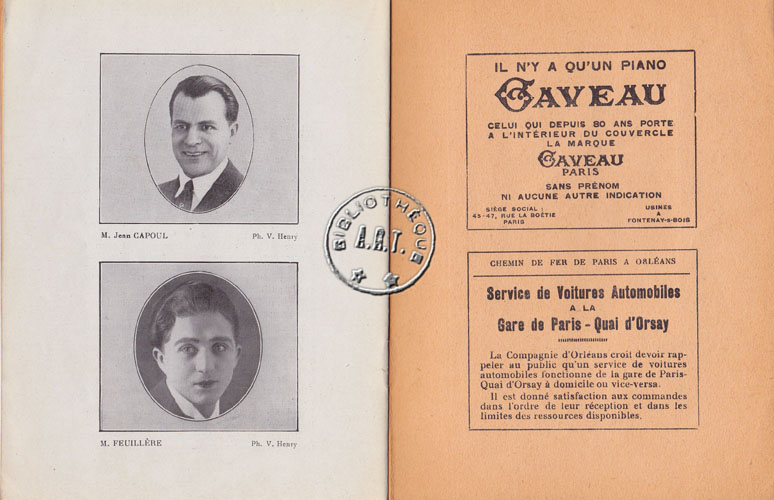 M. Jean CAPOUL
Ph. V. Henry
M. FEUILLÈRE
Ph. V. Henry
BIBLIOTHÈQUE
A.R.T.
IL N'Y A QU'UN PIANO
GAVEAU
CELUI QUI DEPUIS 80 ANS PORTE
A L'INTÉRIEUR DU COUVERCLE
LA MARQUE
GAVEAU
PARIS
SANS PRÉNOM
NI AUCUNE AUTRE INDICATION
SIÈGE SOCIAL :
45-47, RUE LA BOËTIE
PARIS
USINES
A
FONTENAY-S-BOIS
CHEMIN DE FER DE PARIS A ORLÉANS
Service de Voitures Automobiles
A LA
Gare de Paris - Quai d'Orsay
La Compagnie d'Orléans croit devoir rap-
peler au public qu'un service de voitures
automobiles fonctionne de la gare de Paris-
Quai d'Orsay à domicile ou vice-versa.
Il est donné satisfaction aux commandes
dans l'ordre de leur réception et dans les
limites des ressources disponibles.